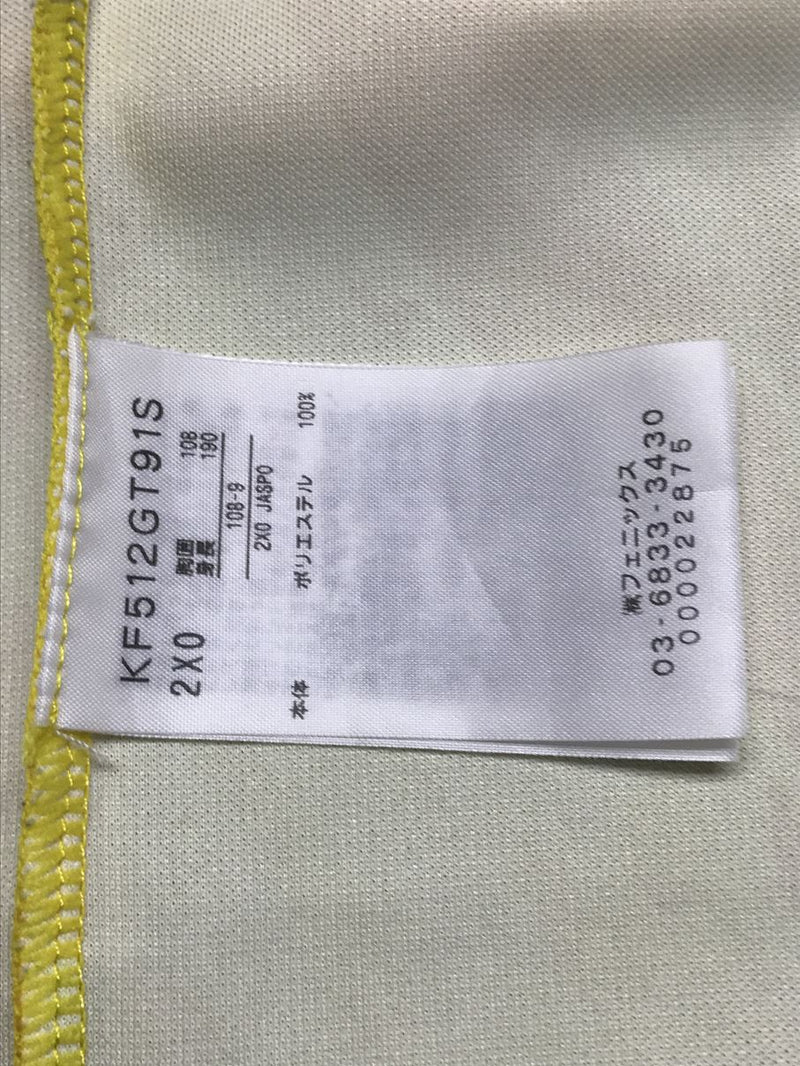 KF512GT91S
2XO
胸囲 108
身長 190
108-9
2XO JASPO
本体 ポリエステル 100%
㈱フェニックス
03-6833-3430
000022875